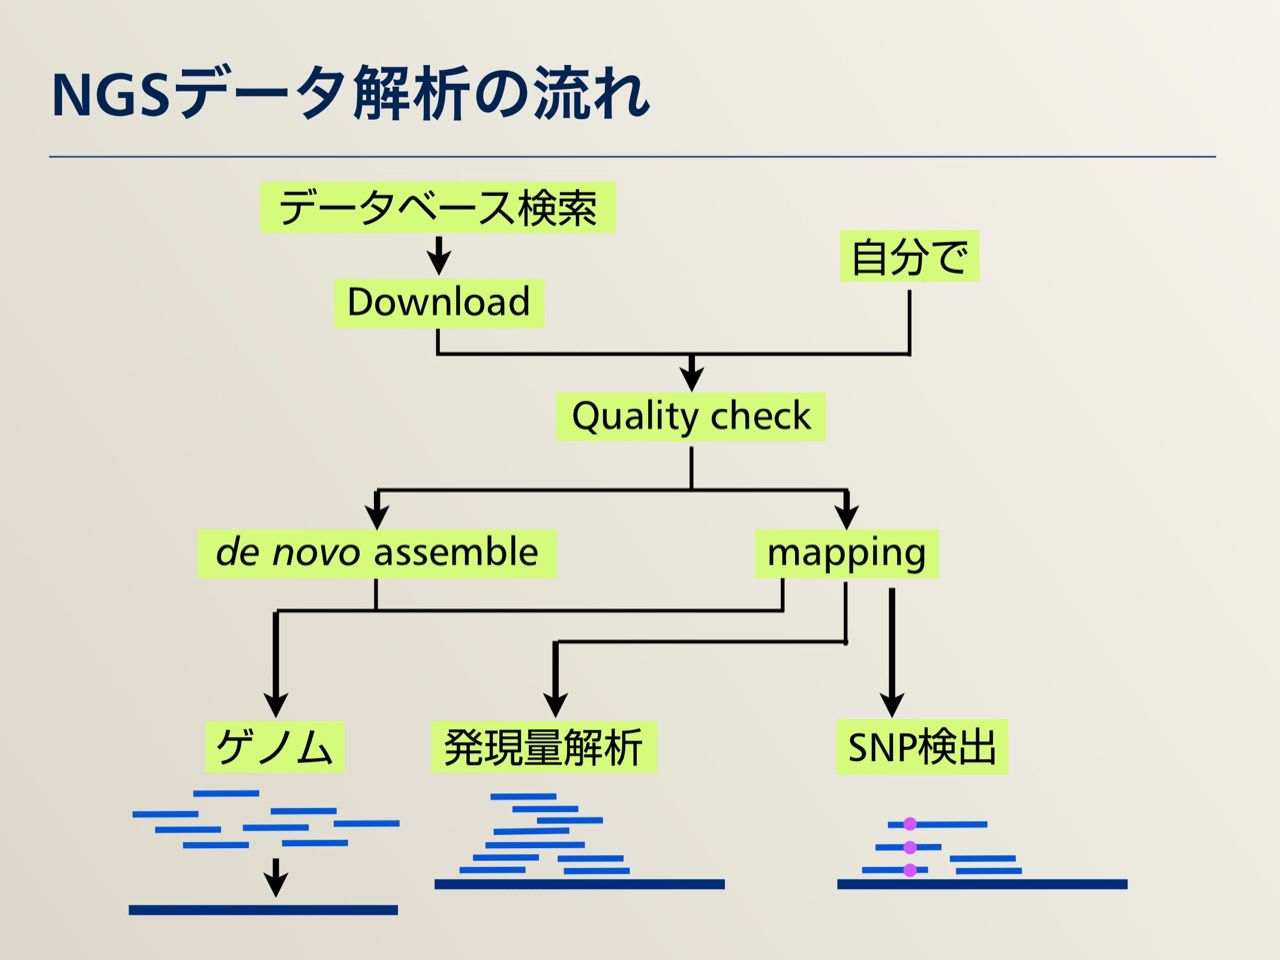 NGSデータ解析の流れ
データベース検索
自分で
Download
Quality check
de novo assemble
mapping
ゲノム
発現量解析
SNP検出